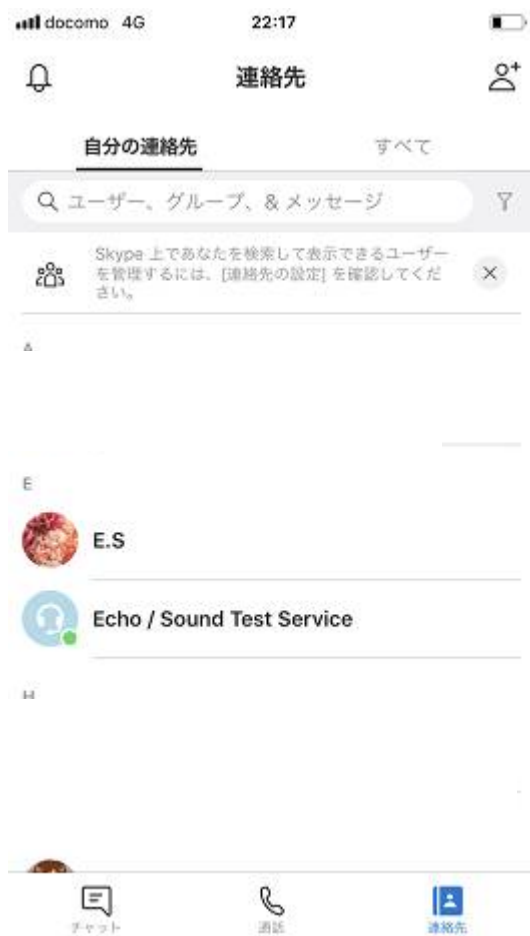 docomo 4G 22:17
連絡先
自分の連絡先 すべて
ユーザー、グループ、& メッセージ
Skype 上であなたを検索して表示できるユーザー
を管理するには、[連絡先の設定] を確認してくだ
さい。
A
E
E.S
Echo / Sound Test Service
H
チャット 通話 連絡先